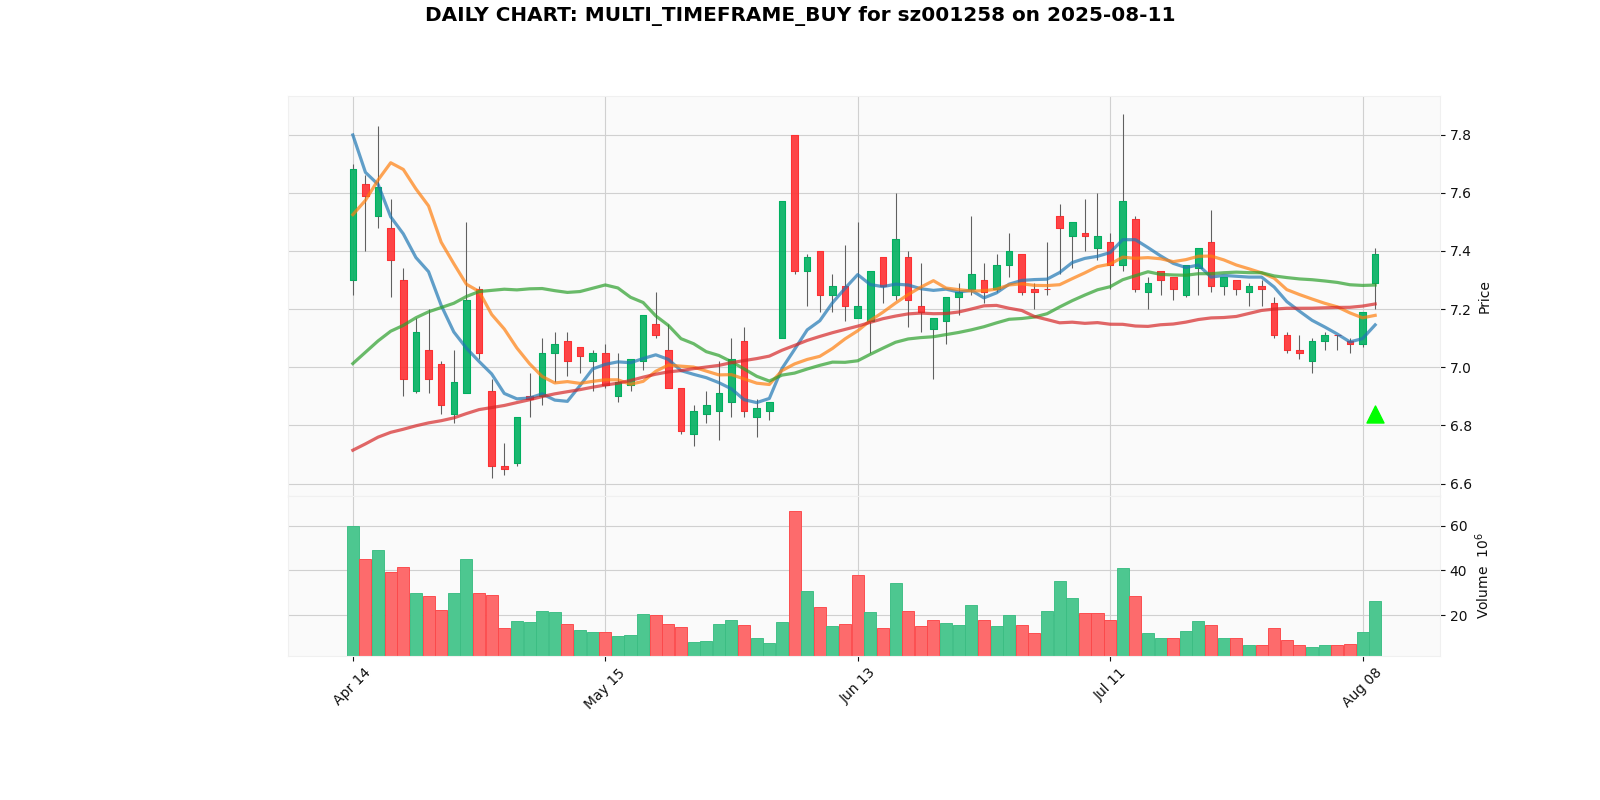 DAILY CHART: MULTI_TIMEFRAME_BUY for sz001258 on 2025-08-11
7.8
7.6
7.4
7.2
7.0
6.8
6.6
Price
60
40
20
Volume 10⁶
Apr 14
May 15
Jun 13
Jul 11
Aug 08